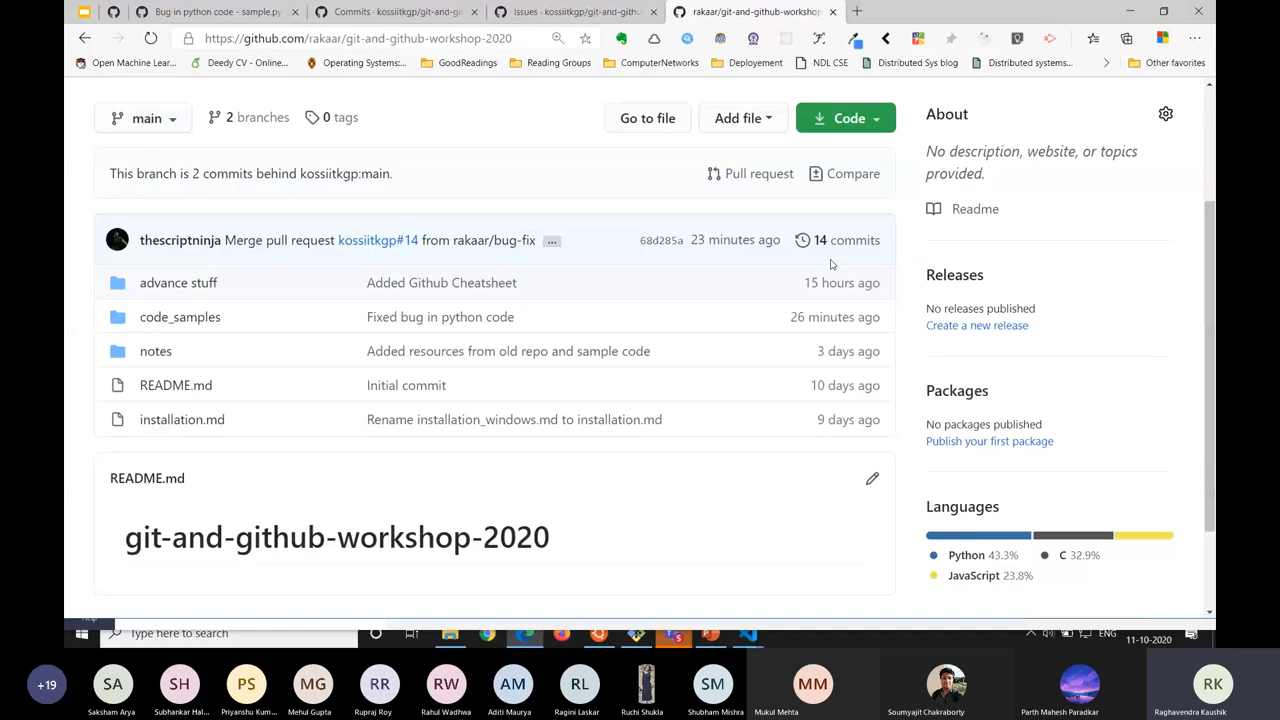 Bug in python code - sample.py
Commits · kossiitkgp/git-and-ge
Issues · kossiitkgp/git-and-githu
rakaar/git-and-github-workshop
https://github.com/rakaar/git-and-github-workshop-2020
Open Machine Lear...
Deedy CV - Online...
Operating Systems:...
GoodReadings
Reading Groups
ComputerNetworks
Deployement
NDL CSE
Distributed Sys blog
Distributed systems...
Other favorites
main
2 branches
0 tags
Go to file
Add file
Code
This branch is 2 commits behind kossiitkgp:main.
Pull request
Compare
thescriptninja Merge pull request kossiitkgp#14 from rakaar/bug-fix ...
68d285a 23 minutes ago
14 commits
advance stuff
Added Github Cheatsheet
15 hours ago
code_samples
Fixed bug in python code
26 minutes ago
notes
Added resources from old repo and sample code
3 days ago
README.md
Initial commit
10 days ago
installation.md
Rename installation_windows.md to installation.md
9 days ago
README.md
git-and-github-workshop-2020
About
No description, website, or topics
provided.
Readme
Releases
No releases published
Create a new release
Packages
No packages published
Publish your first package
Languages
Python 43.3%
C 32.9%
JavaScript 23.8%
Type here to search
ENG
11-10-2020
+19
SA
SH
PS
MG
RR
RW
AM
RL
SM
MM
RK
Saksham Arya
Subhankar Hal...
Priyanshu Kum...
Mehul Gupta
Rupraj Roy
Rahul Wadhwa
Aditi Maurya
Ragini Laskar
Ruchi Shukla
Shubham Mishra
Mukul Mehta
Soumyajit Chakraborty
Parth Mahesh Paradkar
Raghavendra Kaushik